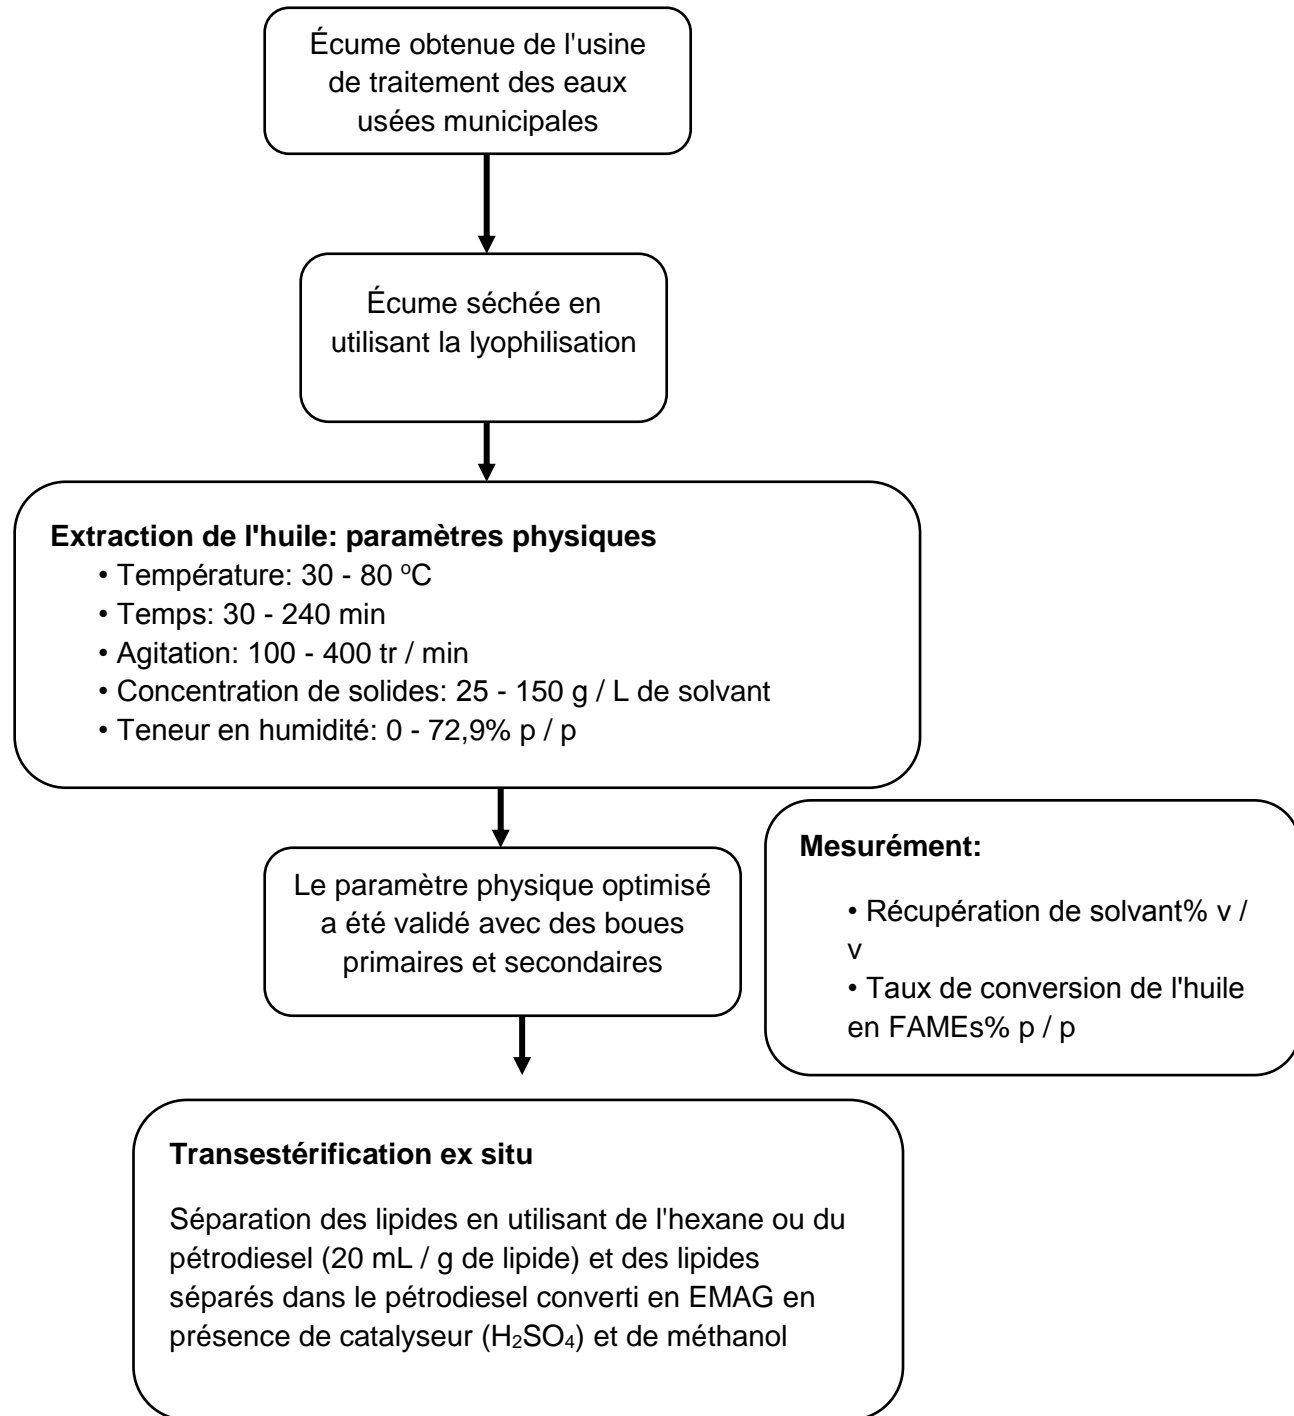 Écume obtenue de l'usine
de traitement des eaux
usées municipales
Écume séchée en
utilisant la lyophilisation
Extraction de l'huile: paramètres physiques
• Température: 30 - 80 ºC
• Temps: 30 - 240 min
• Agitation: 100 - 400 tr / min
• Concentration de solides: 25 - 150 g / L de solvant
• Teneur en humidité: 0 - 72,9% p / p
Le paramètre physique optimisé
a été validé avec des boues
primaires et secondaires
Mesurément:
• Récupération de solvant% v /
v
• Taux de conversion de l'huile
en FAMEs% p / p
Transestérification ex situ
Séparation des lipides en utilisant de l'hexane ou du
pétrodiesel (20 mL / g de lipide) et des lipides
séparés dans le pétrodiesel converti en EMAG en
présence de catalyseur (H₂SO₄) et de méthanol